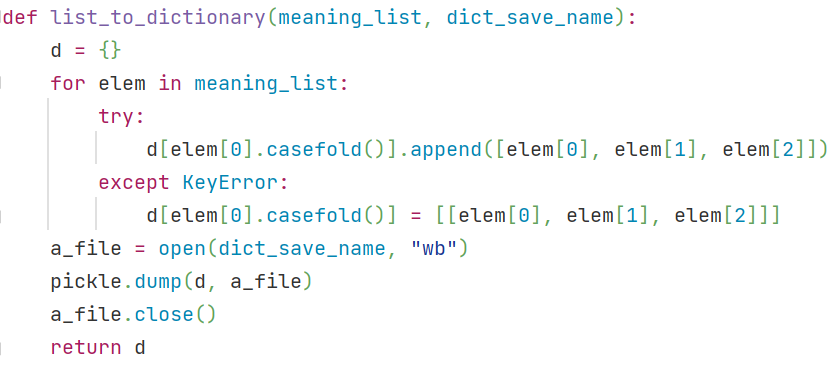 def list_to_dictionary(meaning_list, dict_save_name):
    d = {}
    for elem in meaning_list:
        try:
            d[elem[0].casefold()].append([elem[0], elem[1], elem[2]])
        except KeyError:
            d[elem[0].casefold()] = [[elem[0], elem[1], elem[2]]]
    a_file = open(dict_save_name, "wb")
    pickle.dump(d, a_file)
    a_file.close()
    return d